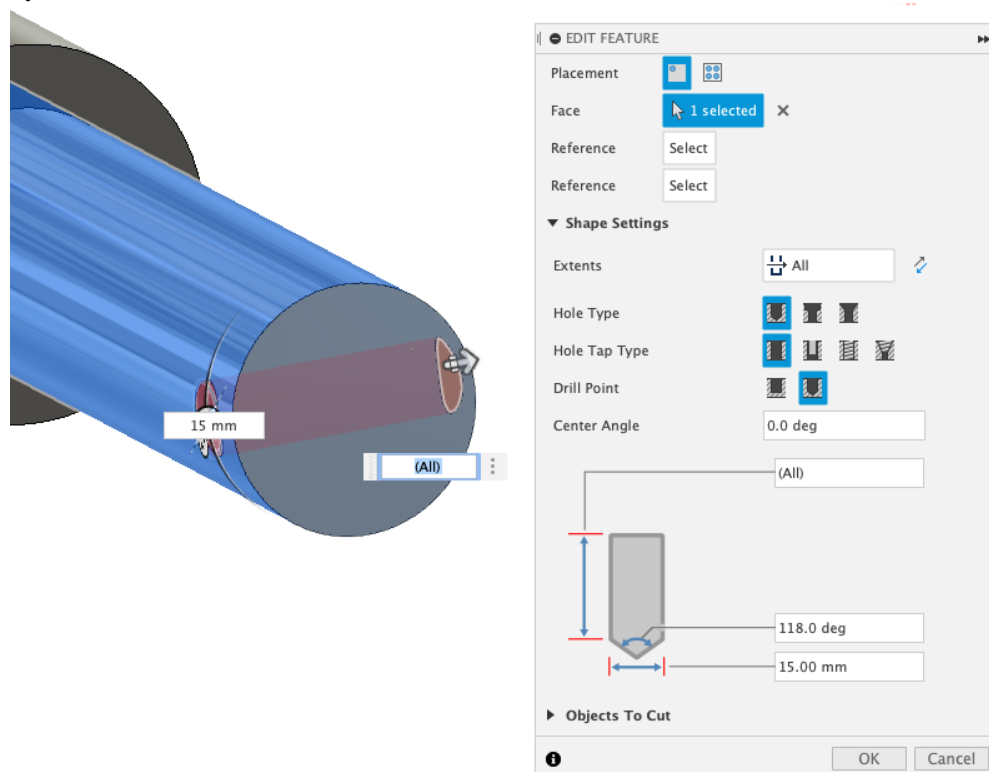 EDIT FEATURE
Placement
Face 1 selected
Reference Select
Reference Select
Shape Settings
Extents All
Hole Type
Hole Tap Type
Drill Point
Center Angle 0.0 deg
15 mm
(All)
(All)
118.0 deg
15.00 mm
Objects To Cut
OK Cancel